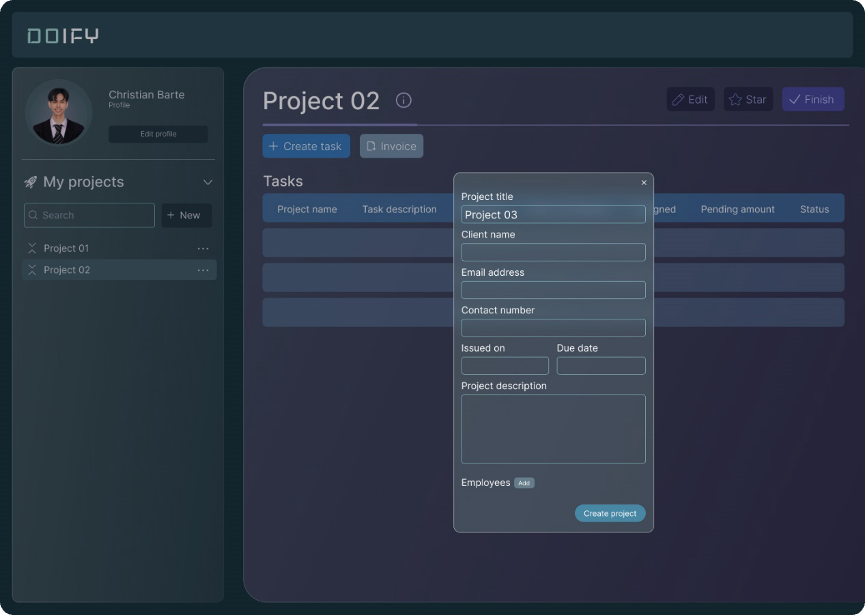 DOIFY
Christian Barte
Profile
Edit profile
My projects
Search
+ New
Project 01
Project 02
Project 02
Edit
Star
Finish
+ Create task
Invoice
Tasks
Project name Task description gned Pending amount Status
×
Project title
Project 03
Client name
Email address
Contact number
Issued on Due date
Project description
Employees Add
Create project